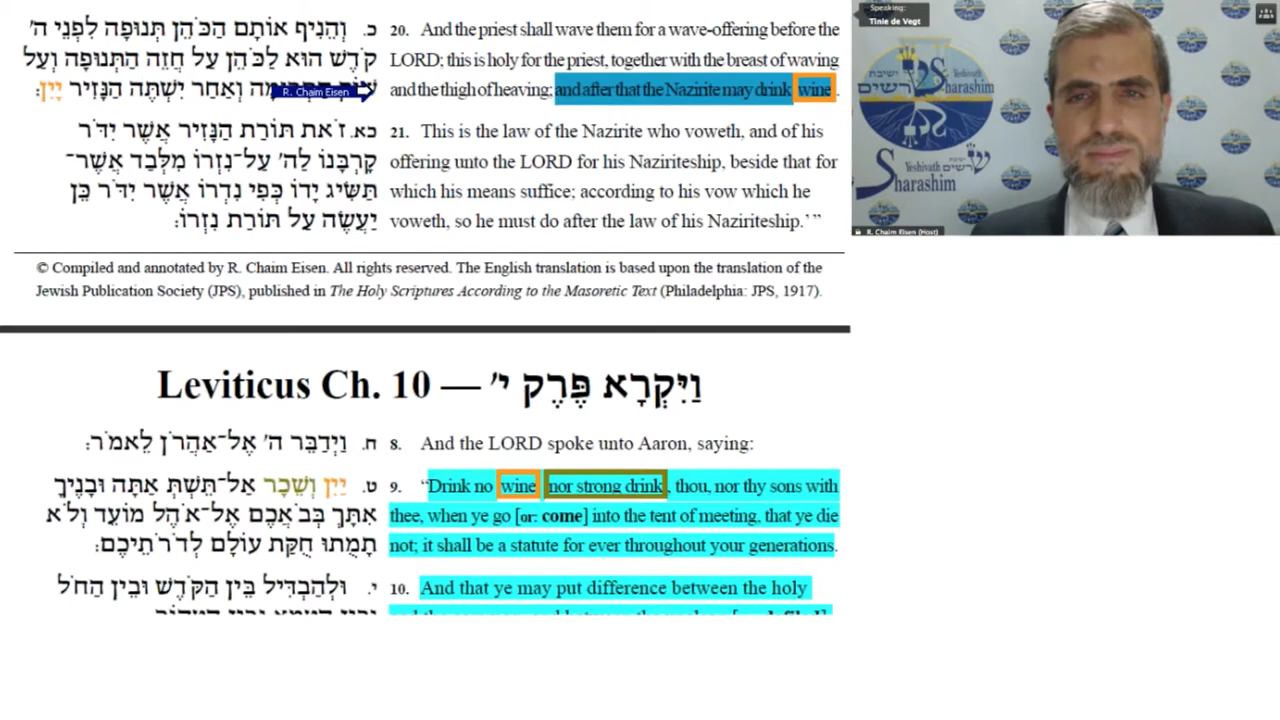 כ. וְהֵנִיף אוֹתָם הַכֹּהֵן תְּנוּפָה לִפְנֵי ה'
קֹדֶשׁ הוּא לַכֹּהֵן עַל חֲזֵה הַתְּנוּפָה וְעַל
וְאַחַר יִשְׁתֶּה הַנָּזִיר יָיִן:
R. Chaim Eisen
20. And the priest shall wave them for a wave-offering before the
LORD; this is holy for the priest, together with the breast of waving
and the thigh of heaving; and after that the Nazirite may drink wine.
כא. זֹאת תּוֹרַת הַנָּזִיר אֲשֶׁר יִדֹּר
קָרְבָּנוֹ לַה' עַל־נִזְרוֹ מִלְּבַד אֲשֶׁר־
תַּשִּׂיג יָדוֹ כְּפִי נִדְרוֹ אֲשֶׁר יִדֹּר כֵּן
יַעֲשֶׂה עַל תּוֹרַת נִזְרוֹ:
21. This is the law of the Nazirite who voweth, and of his
offering unto the LORD for his Naziriteship, beside that for
which his means suffice; according to his vow which he
voweth, so he must do after the law of his Naziriteship.’ ”
© Compiled and annotated by R. Chaim Eisen. All rights reserved. The English translation is based upon the translation of the
Jewish Publication Society (JPS), published in The Holy Scriptures According to the Masoretic Text (Philadelphia: JPS, 1917).
Leviticus Ch. 10 — וַיִּקְרָא פֶּרֶק י'
ח. וַיְדַבֵּר ה' אֶל־אַהֲרֹן לֵאמֹר:
8. And the LORD spoke unto Aaron, saying:
ט. יַיִן וְשֵׁכָר אַל־תֵּשְׁתְּ אַתָּה וּבָנֶיךָ
אִתָּךְ בְּבֹאֲכֶם אֶל־אֹהֶל מוֹעֵד וְלֹא
תָמֻתוּ חֻקַּת עוֹלָם לְדֹרֹתֵיכֶם:
9. “Drink no wine nor strong drink, thou, nor thy sons with
thee, when ye go [or: come] into the tent of meeting, that ye die
not; it shall be a statute for ever throughout your generations.
י. וּלְהַבְדִּיל בֵּין הַקֹּדֶשׁ וּבֵין הַחֹל
10. And that ye may put difference between the holy
Speaking:
Tinie de Vegt
ישיבת
שרשים
Yeshivath
Sharashim
ישיבת
שרשים
Yeshivath
Sharashim
R. Chaim Eisen (Host)